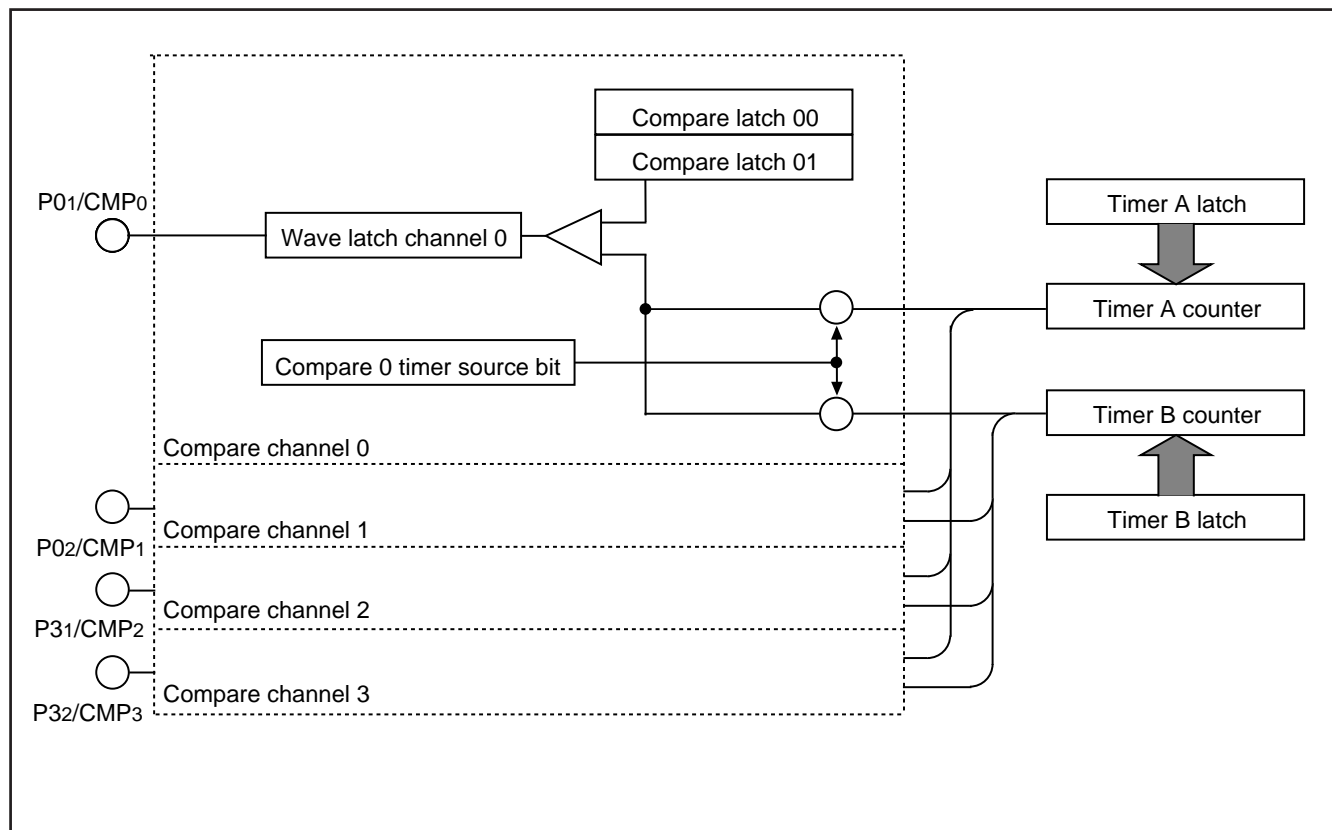 Compare latch 00
Compare latch 01
P01/CMP0
Wave latch channel 0
Timer A latch
Timer A counter
Compare 0 timer source bit
Timer B counter
Compare channel 0
Timer B latch
Compare channel 1
P02/CMP1
Compare channel 2
P31/CMP2
Compare channel 3
P32/CMP3